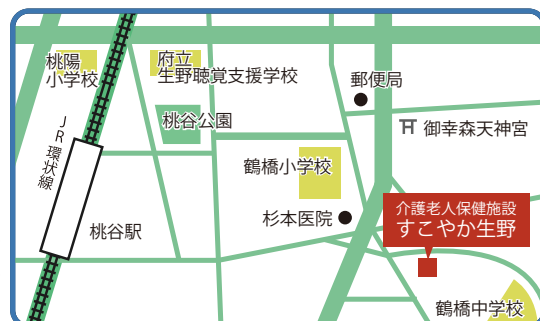 桃陽
小学校
府立
生野聴覚支援学校
郵便局
桃谷公園
御幸森天神宮
JR環状線
鶴橋小学校
介護老人保健施設
すこやか生野
杉本医院
桃谷駅
鶴橋中学校